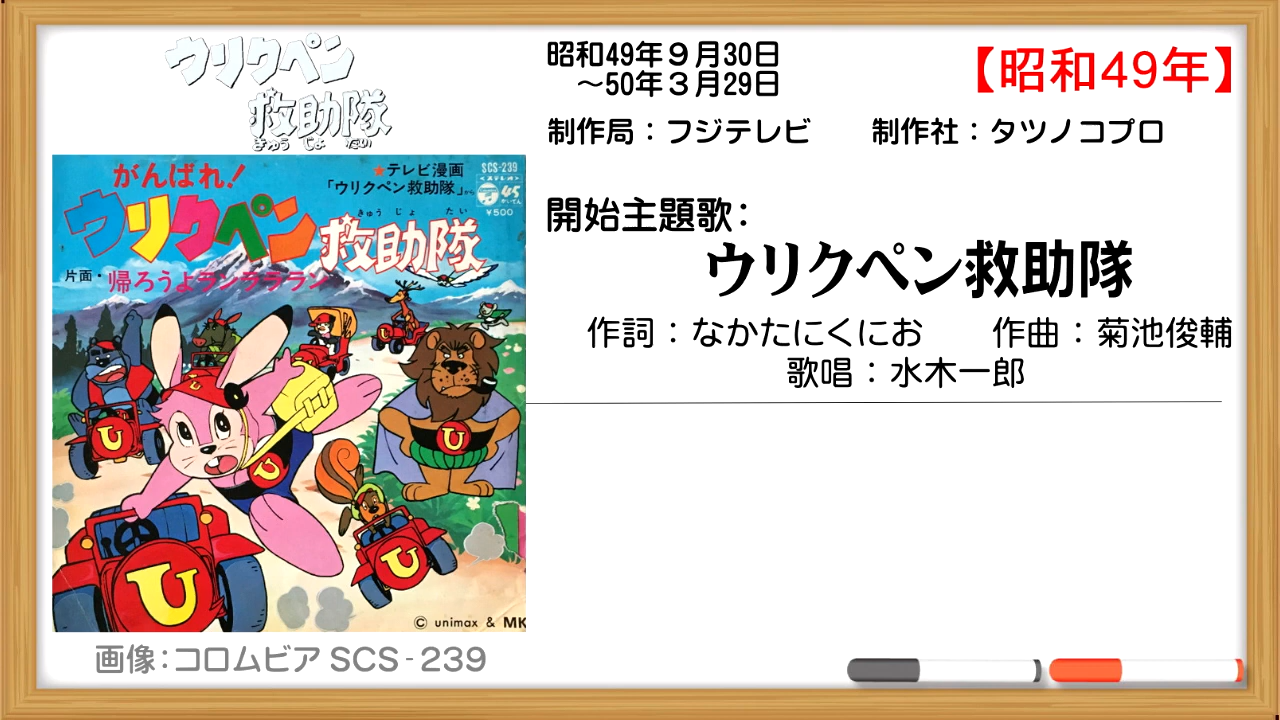 ウリクペン
救助隊
きゅう じょ たい
昭和49年９月30日
～50年３月29日
【昭和49年】
制作局：フジテレビ 制作社：タツノコプロ
がんばれ！
★テレビ漫画
「ウリクペン救助隊」から
SCS-239
ステレオ
45
¥500
ウリクペン
きゅう じょ たい
救助隊
片面・帰ろうよランラララン
開始主題歌：
ウリクペン救助隊
作詞：なかたにくにお 作曲：菊池俊輔
歌唱：水木一郎
U
U
U
U
U
U
© unimax & MK
画像：コロムビア SCS‐239